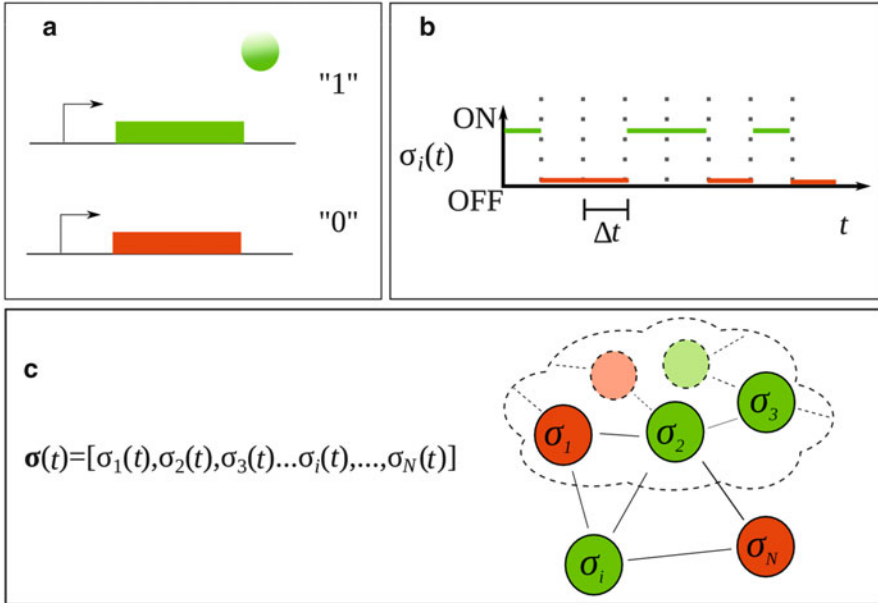 a
"1"
"0"
b
ON
σi(t)
OFF
Δt
t
c
σ(t)=[σ1(t),σ2(t),σ3(t)...σi(t),...,σN(t)]
σ1
σ2
σ3
σi
σN